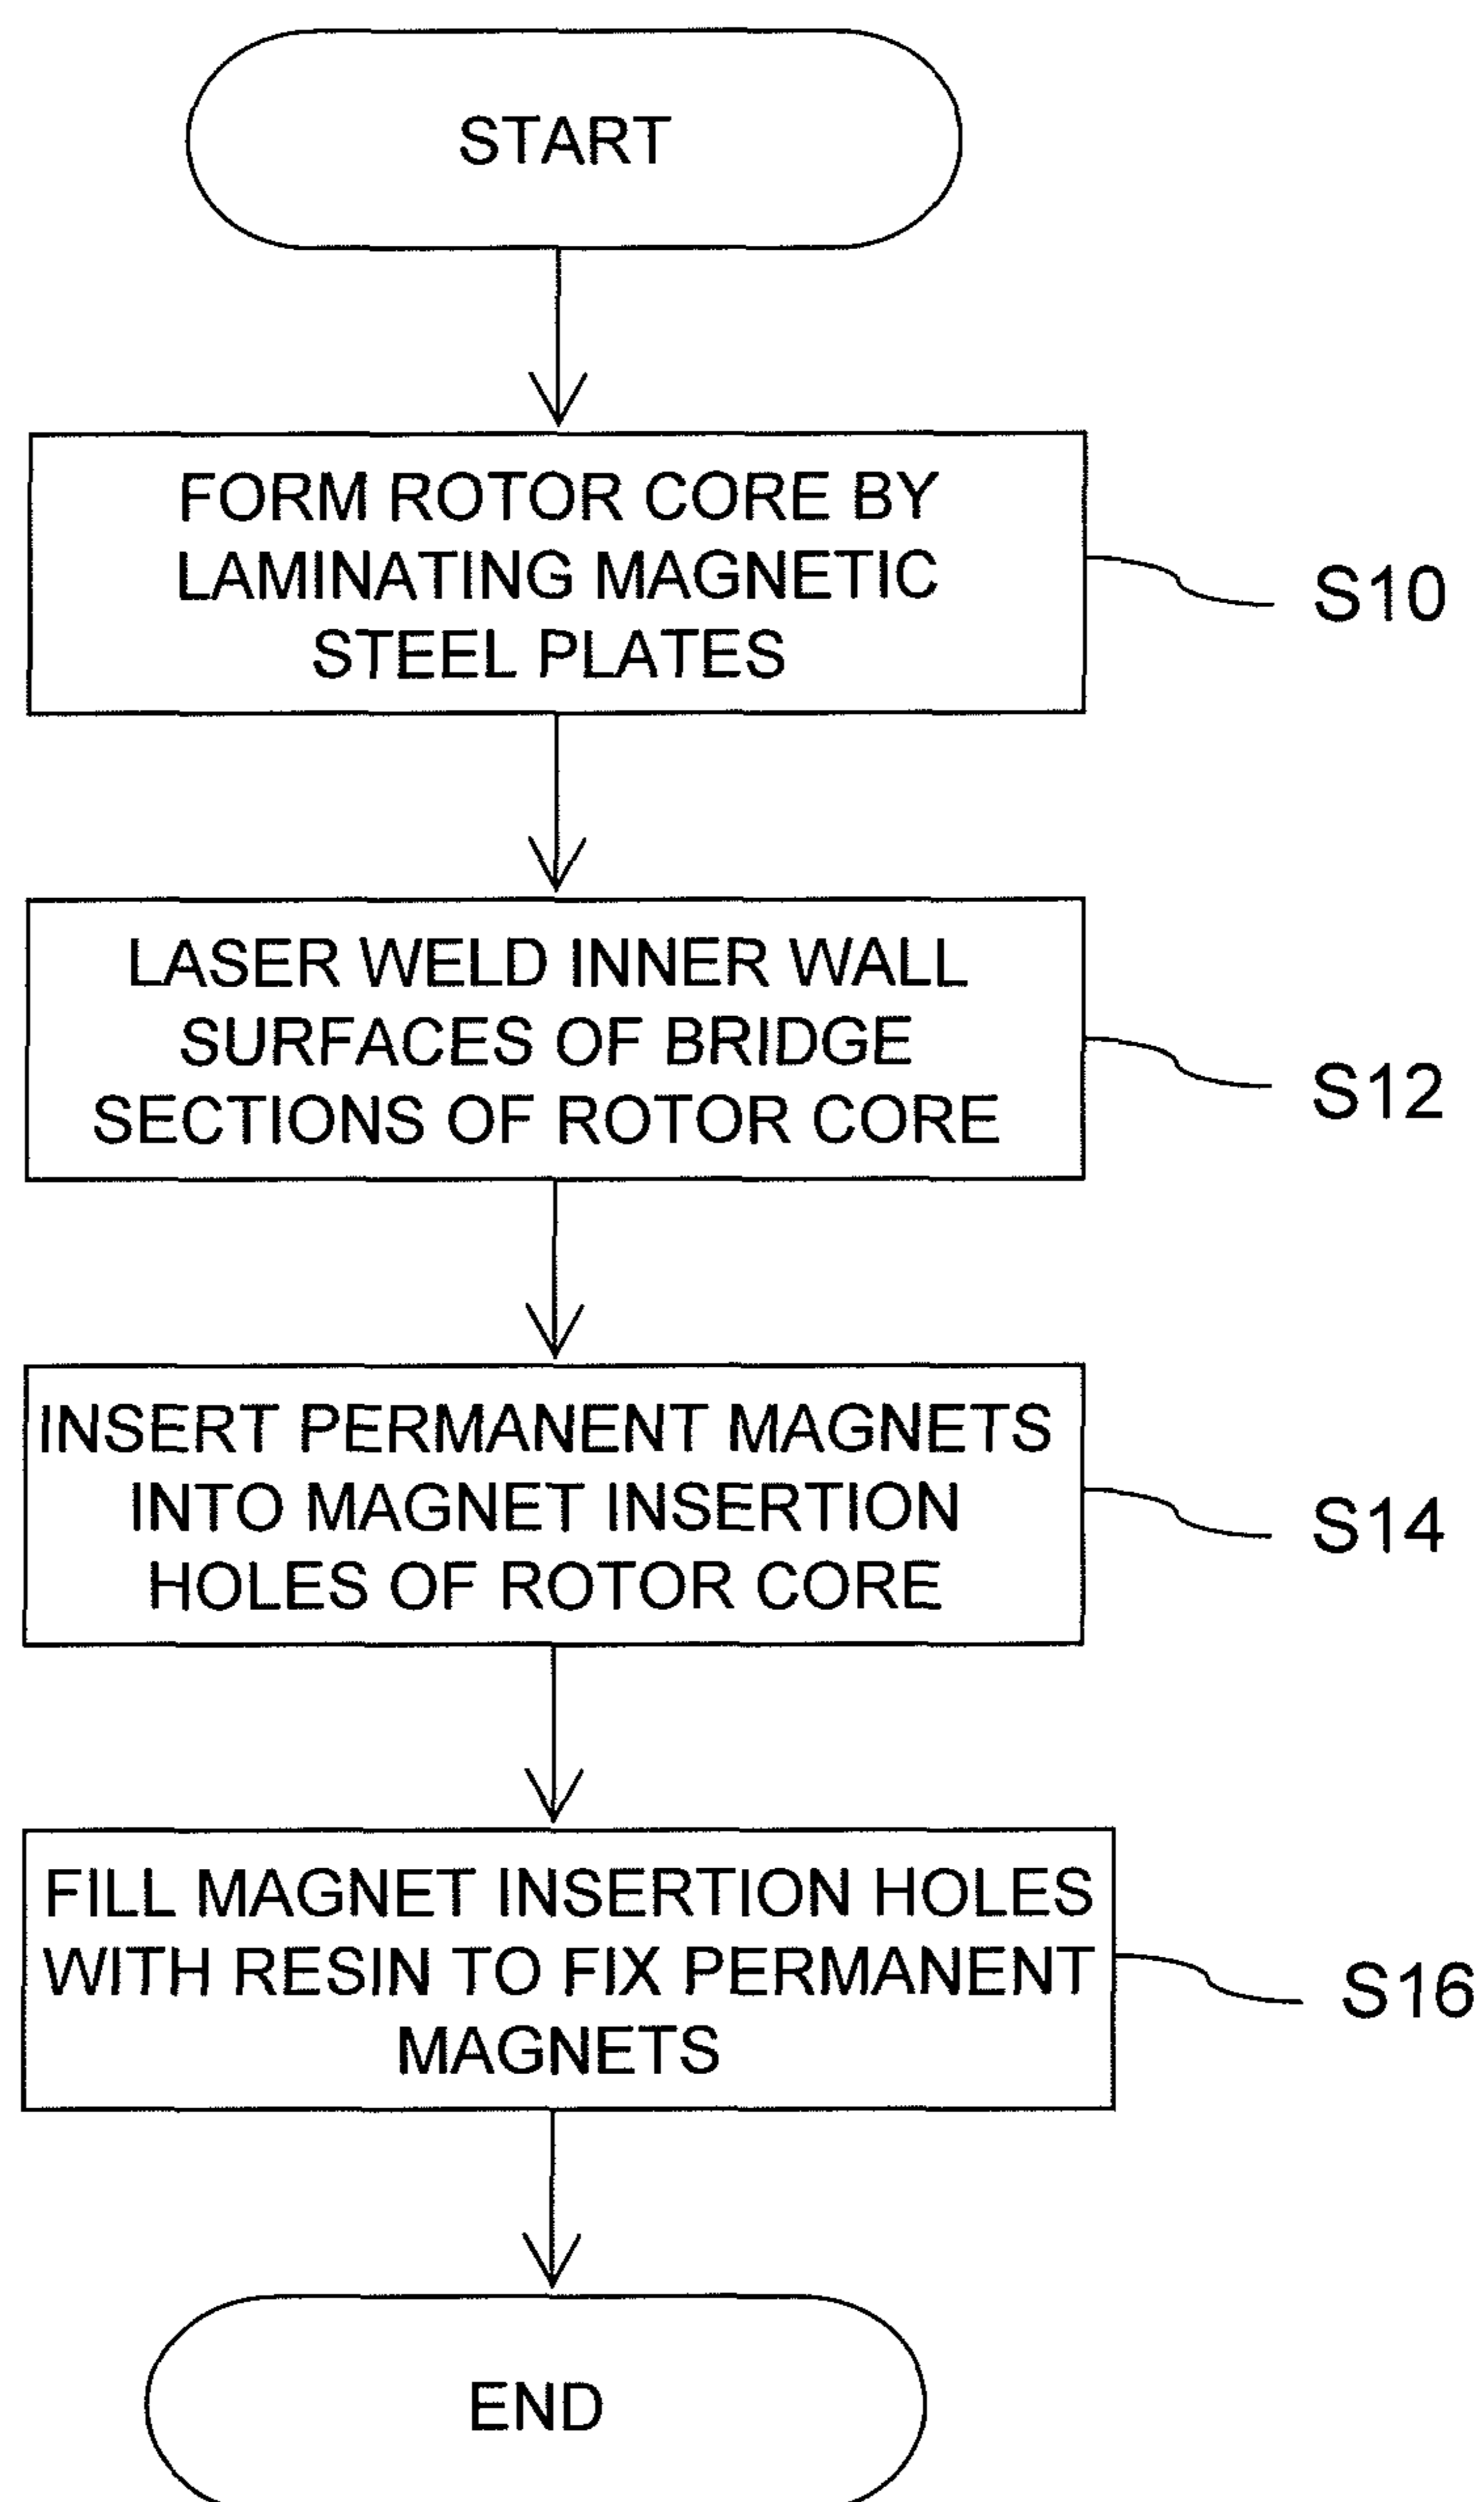 START
FORM ROTOR CORE BY
LAMINATING MAGNETIC
STEEL PLATES
S10
LASER WELD INNER WALL
SURFACES OF BRIDGE
SECTIONS OF ROTOR CORE
S12
INSERT PERMANENT MAGNETS
INTO MAGNET INSERTION
HOLES OF ROTOR CORE
S14
FILL MAGNET INSERTION HOLES
WITH RESIN TO FIX PERMANENT
MAGNETS
S16
END